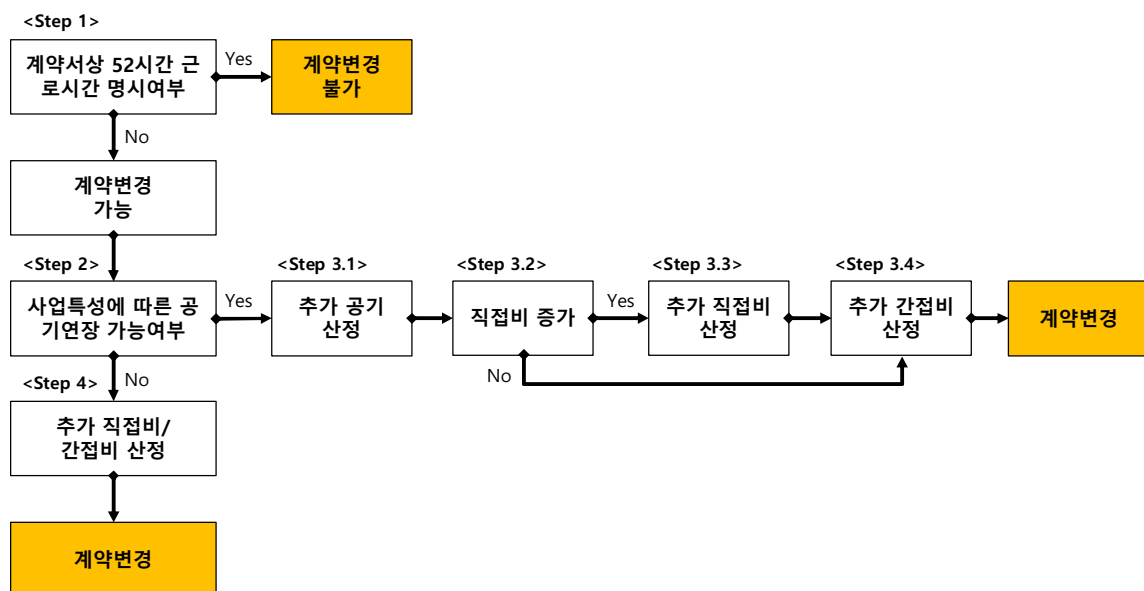 <Step 1>
계약서상 52시간 근
로시간 명시여부
Yes
계약변경
불가
No
계약변경
가능
<Step 2>
사업특성에 따른 공
기연장 가능여부
Yes
<Step 3.1>
추가 공기
산정
<Step 3.2>
직접비 증가
Yes
<Step 3.3>
추가 직접비
산정
<Step 3.4>
추가 간접비
산정
계약변경
No
No
<Step 4>
추가 직접비/
간접비 산정
계약변경